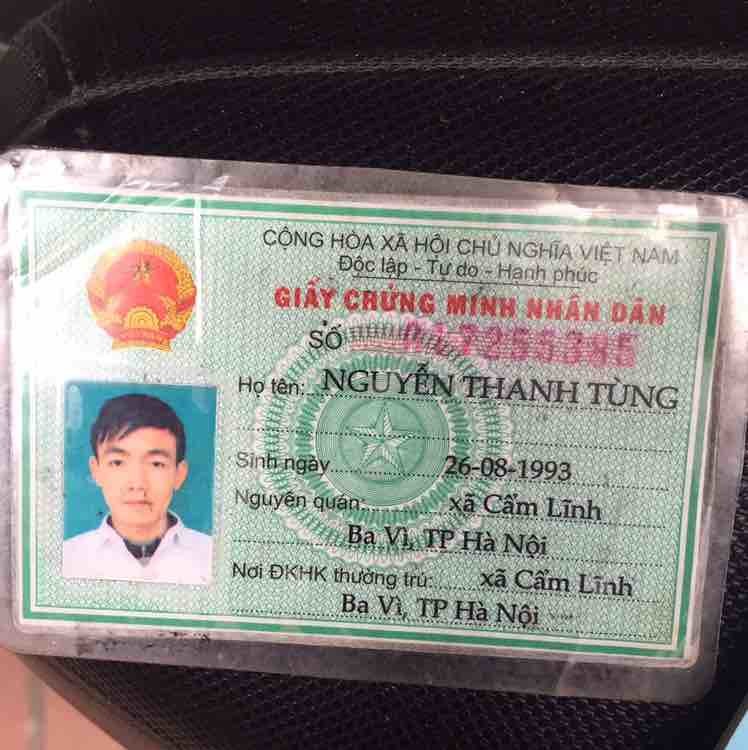 CỘNG HÒA XÃ HỘI CHỦ NGHĨA VIỆT NAM
Độc lập - Tự do - Hạnh phúc
GIẤY CHỨNG MINH NHÂN DÂN
SỐ
Họ tên: NGUYỄN THANH TÙNG
Sinh ngày 26-08-1993
Nguyên quán: xã Cẩm Lĩnh
Ba Vì, TP Hà Nội
Nơi ĐKHK thường trú: xã Cẩm Lĩnh
Ba Vì, TP Hà Nội